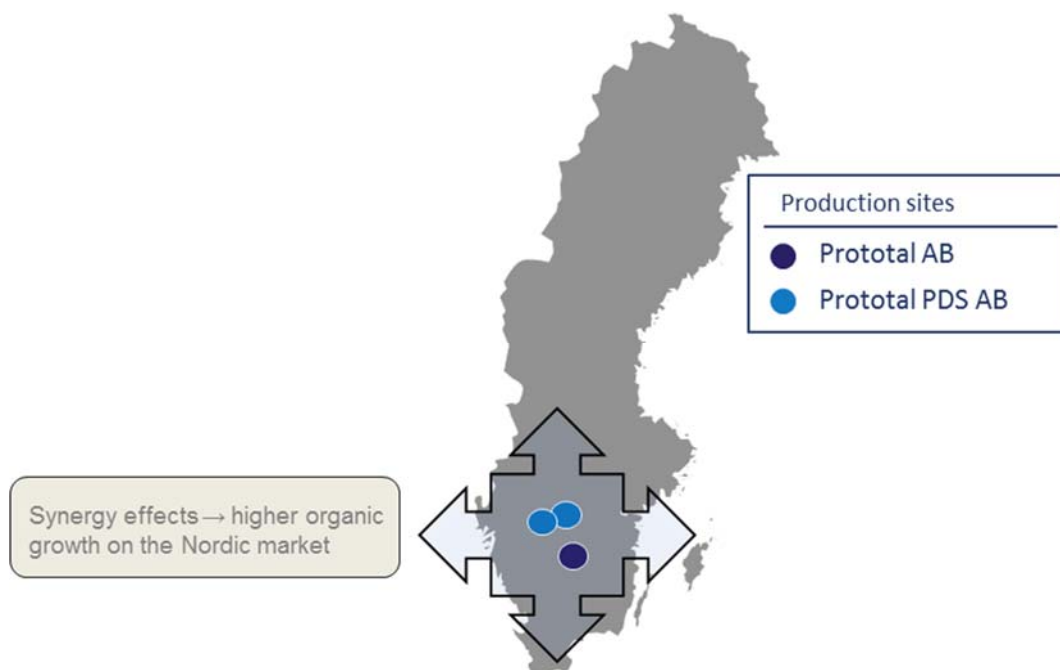 Production sites
Prototal AB
Prototal PDS AB
Synergy effects → higher organic
growth on the Nordic market